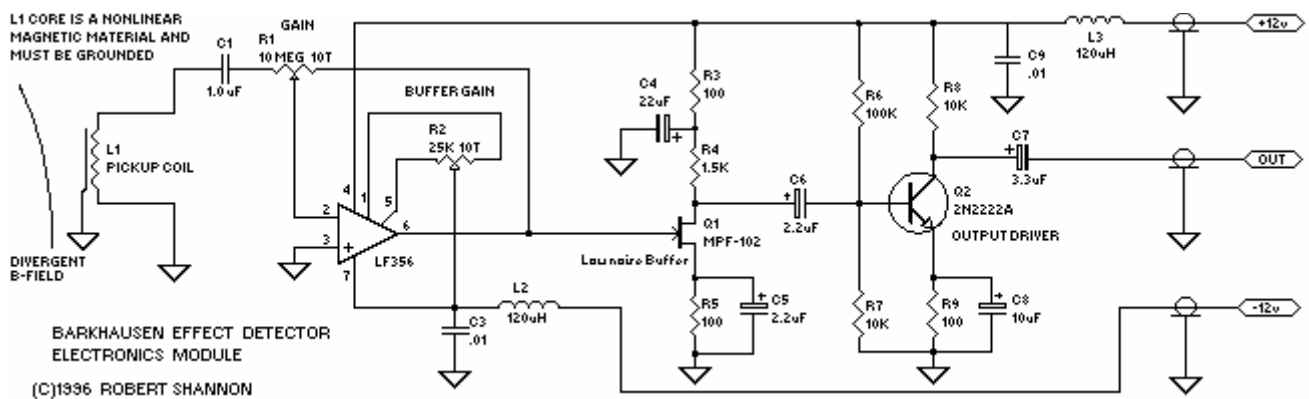 L1 CORE IS A NONLINEAR
MAGNETIC MATERIAL AND
MUST BE GROUNDED
GAIN
C1
1.0uF
R1
10 MEG 10T
L1
PICKUP COIL
DIVERGENT
B-FIELD
BUFFER GAIN
R2
25K 10T
4
1
5
2
3
6
7
+
LF356
L2
120uH
C3
.01
C4
22uF
+
R3
100
R4
1.5K
Q1
MPF-102
Low noise Buffer
R5
100
+
C5
2.2uF
C6
+
2.2uF
R6
100K
R7
10K
R8
10K
Q2
2N2222A
OUTPUT DRIVER
R9
100
+
C8
10uF
C9
.01
L3
120uH
C7
+
3.3uF
+12v
OUT
-12v
BARKHAUSEN EFFECT DETECTOR
ELECTRONICS MODULE
(C)1996 ROBERT SHANNON